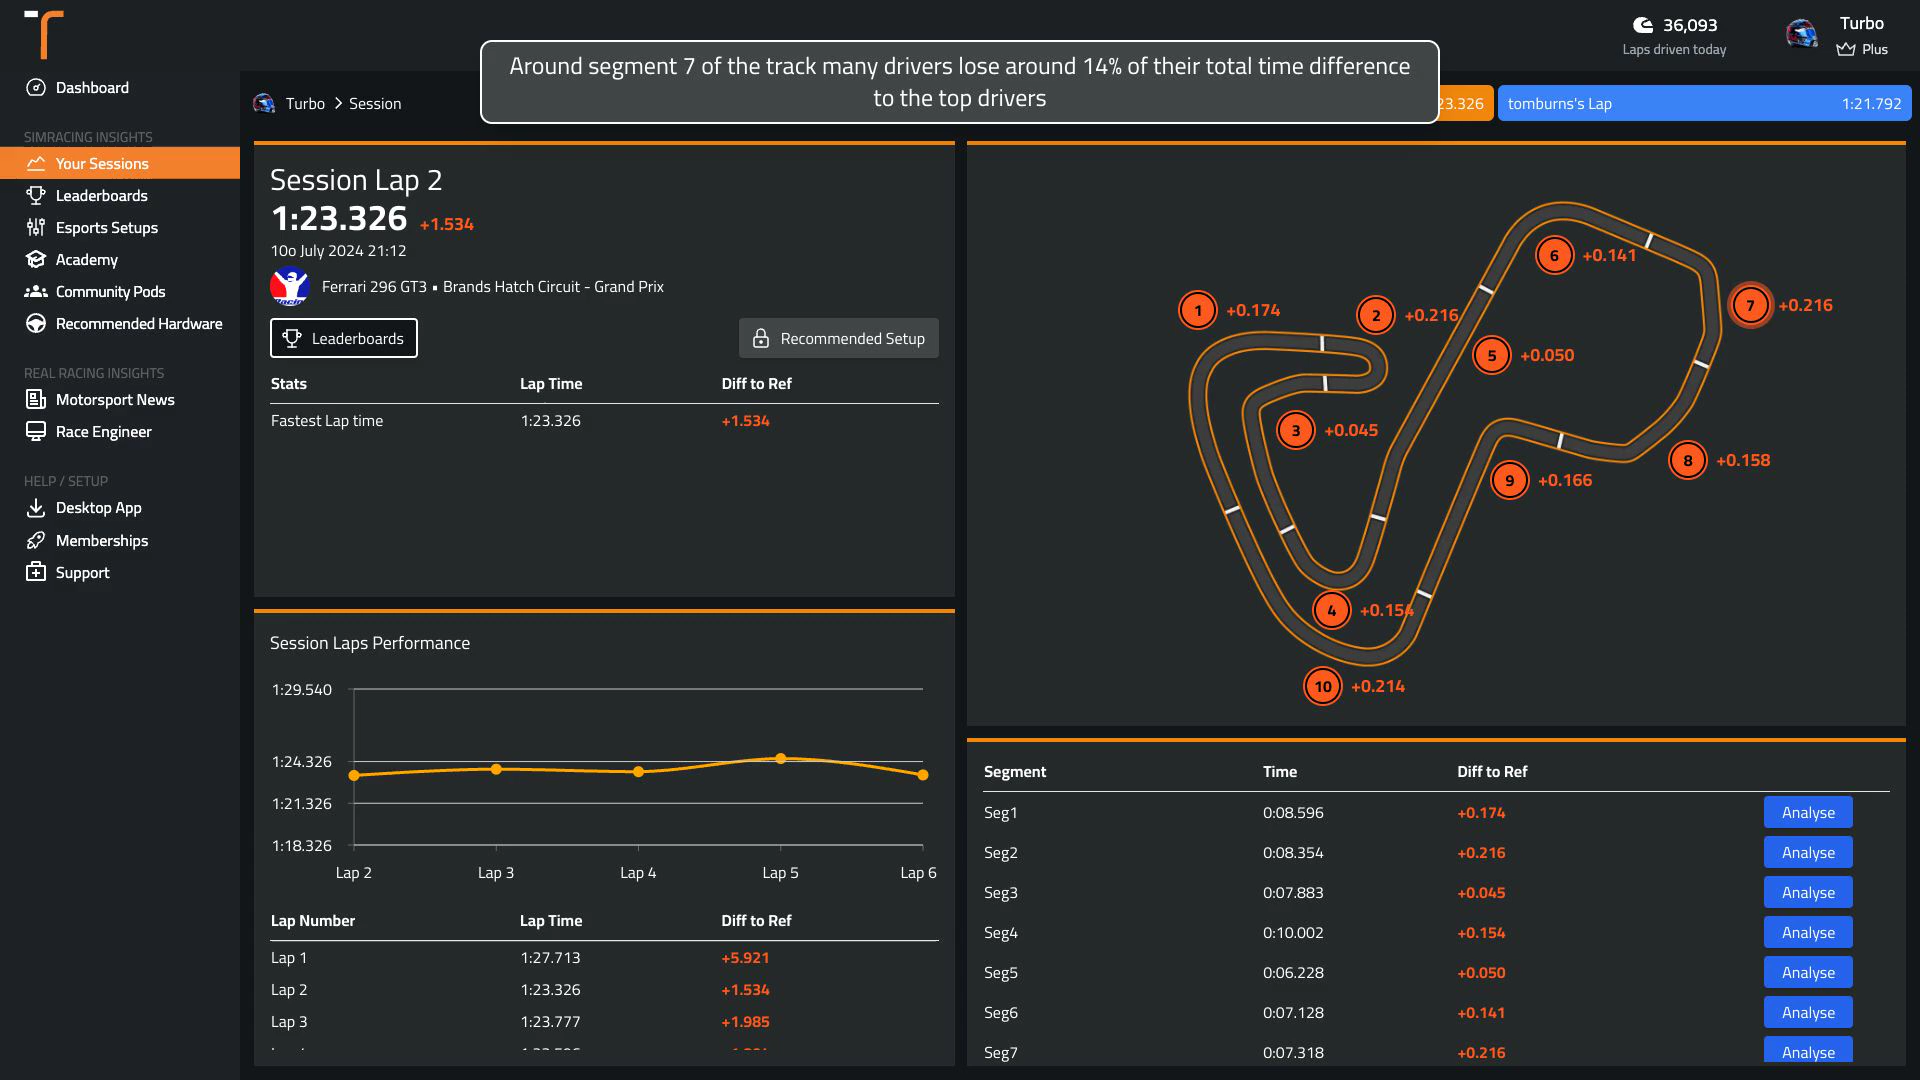 36,093
Laps driven today
Turbo
Plus
Around segment 7 of the track many drivers lose around 14% of their total time difference
to the top drivers
Dashboard
SIMRACING INSIGHTS
Your Sessions
Leaderboards
Esports Setups
Academy
Community Pods
Recommended Hardware
REAL RACING INSIGHTS
Motorsport News
Race Engineer
HELP / SETUP
Desktop App
Memberships
Support
Turbo > Session
23.326
tomburns's Lap 1:21.792
Session Lap 2
1:23.326 +1.534
10o July 2024 21:12
Ferrari 296 GT3 • Brands Hatch Circuit - Grand Prix
Leaderboards
Recommended Setup
Stats Lap Time Diff to Ref
Fastest Lap time 1:23.326 +1.534
Session Laps Performance
1:29.540
1:24.326
1:21.326
1:18.326
Lap 2 Lap 3 Lap 4 Lap 5 Lap 6
Lap Number Lap Time Diff to Ref
Lap 1 1:27.713 +5.921
Lap 2 1:23.326 +1.534
Lap 3 1:23.777 +1.985
1 +0.174
2 +0.216
3 +0.045
4 +0.154
5 +0.050
6 +0.141
7 +0.216
8 +0.158
9 +0.166
10 +0.214
Segment Time Diff to Ref
Seg1 0:08.596 +0.174 Analyse
Seg2 0:08.354 +0.216 Analyse
Seg3 0:07.883 +0.045 Analyse
Seg4 0:10.002 +0.154 Analyse
Seg5 0:06.228 +0.050 Analyse
Seg6 0:07.128 +0.141 Analyse
Seg7 0:07.318 +0.216 Analyse